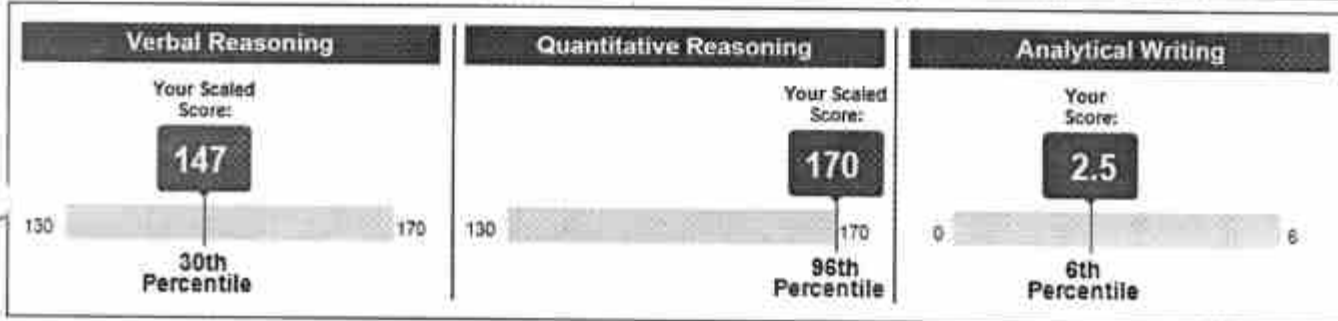 Verbal Reasoning
Your Scaled
Score:
147
130
170
30th
Percentile
Quantitative Reasoning
Your Scaled
Score:
170
130
170
96th
Percentile
Analytical Writing
Your
Score:
2.5
0
6
6th
Percentile